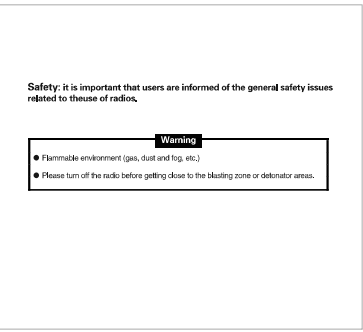 Safety: it is important that users are informed of the general safety issues
related to theuse of radios.
Warning
● Flammable environment (gas, dust and fog, etc.)
● Please turn off the radio before getting close to the blasting zone or detonator areas.